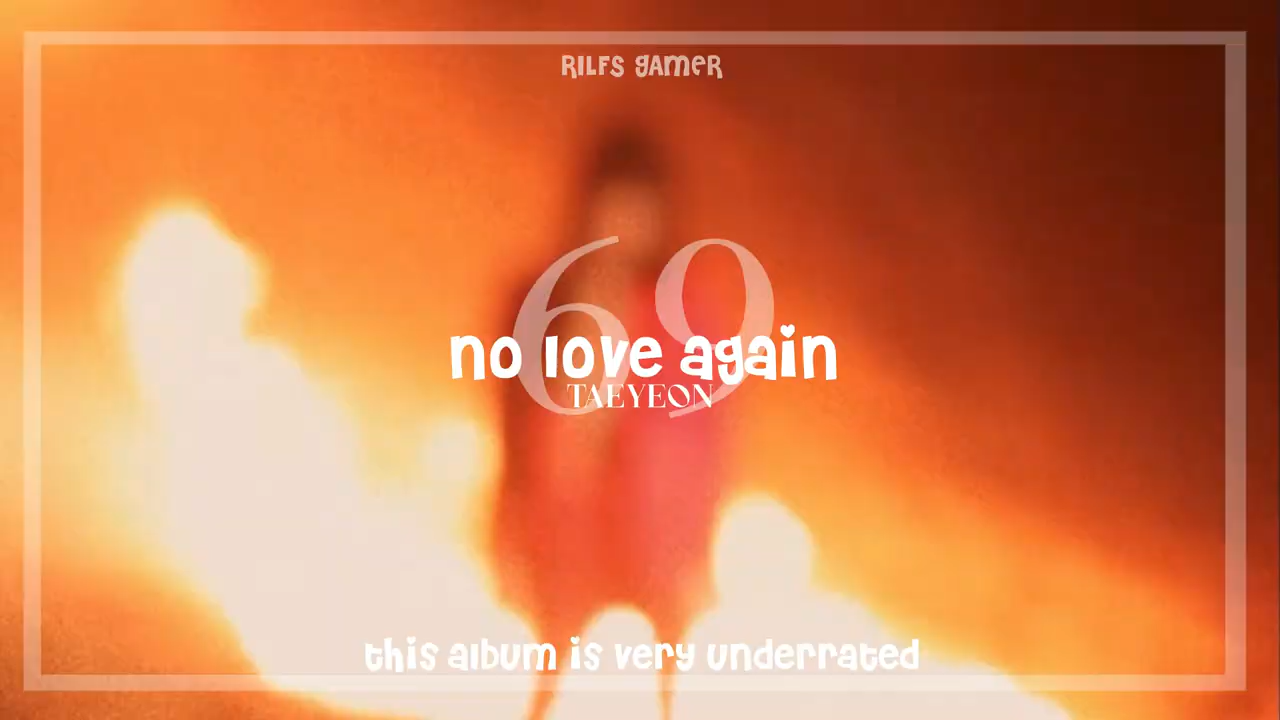 RILFS GAMER
69
no love again
TAEYEON
this album is very underrated